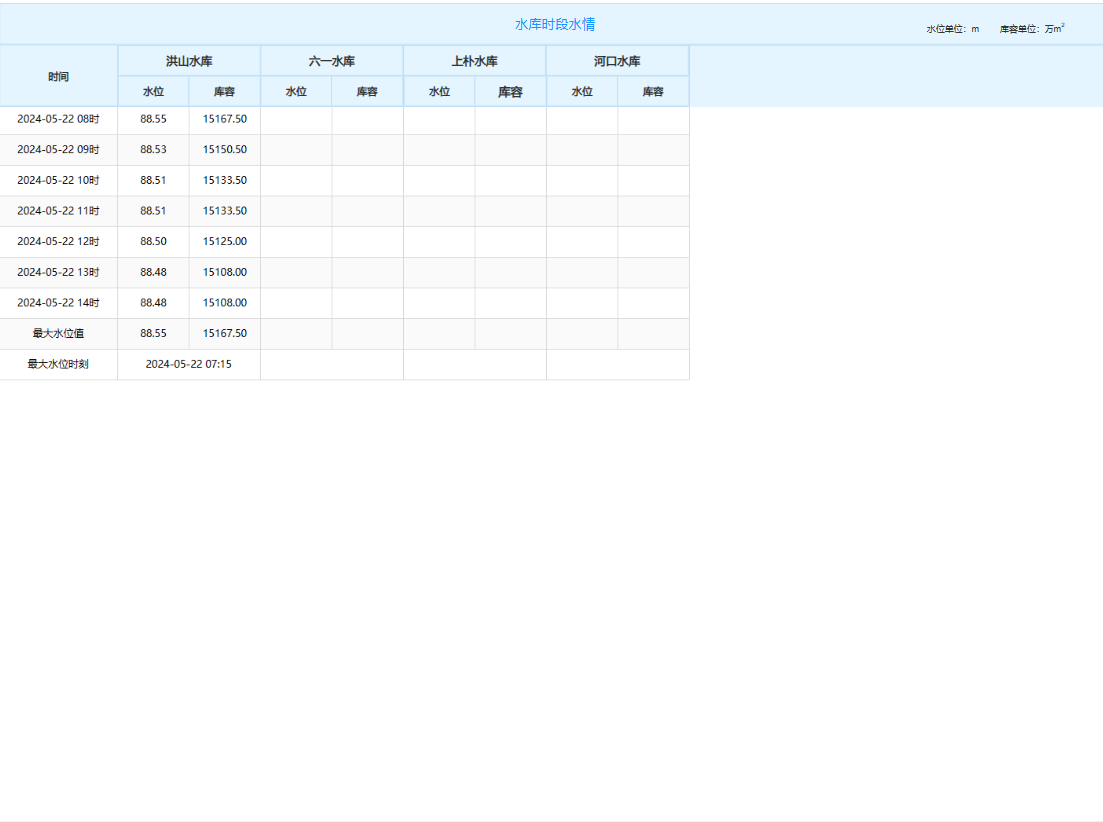 水库时段水情
水位单位：m 库容单位：万m²
时间 洪山水库 六一水库 上朴水库 河口水库
水位 库容 水位 库容 水位 库容 水位 库容
2024-05-22 08时 88.55 15167.50
2024-05-22 09时 88.53 15150.50
2024-05-22 10时 88.51 15133.50
2024-05-22 11时 88.51 15133.50
2024-05-22 12时 88.50 15125.00
2024-05-22 13时 88.48 15108.00
2024-05-22 14时 88.48 15108.00
最大水位值 88.55 15167.50
最大水位时刻 2024-05-22 07:15